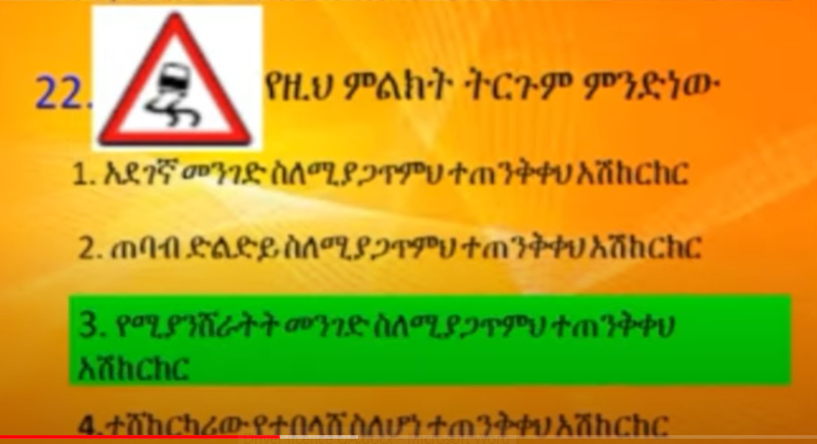 22. የዚህ ምልክት ትርጉም ምንድነው
1. አደገኛ መንገድ ስለሚያጋጥምህ ተጠንቅቀህ አሽከርክር
2. ጠባብ ድልድይ ስለሚያጋጥምህ ተጠንቅቀህ አሽከርክር
3. የሚያንሸራትት መንገድ ስለሚያጋጥምህ ተጠንቅቀህ
አሽከርክር
4. ተሽከርካሪው የተበላሸ ስለሆነ ተጠንቅቀህ አሽከርክር